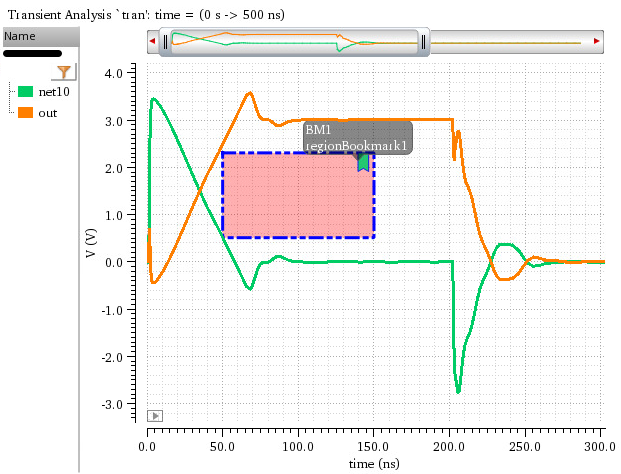 Transient Analysis `tran': time = (0 s -> 500 ns)
Name
net10
out
BM1
regionBookmark1
V (V)
4.0
3.0
2.0
1.0
0.0
-1.0
-2.0
-3.0
0.0 50.0 100.0 150.0 200.0 250.0 300.0
time (ns)